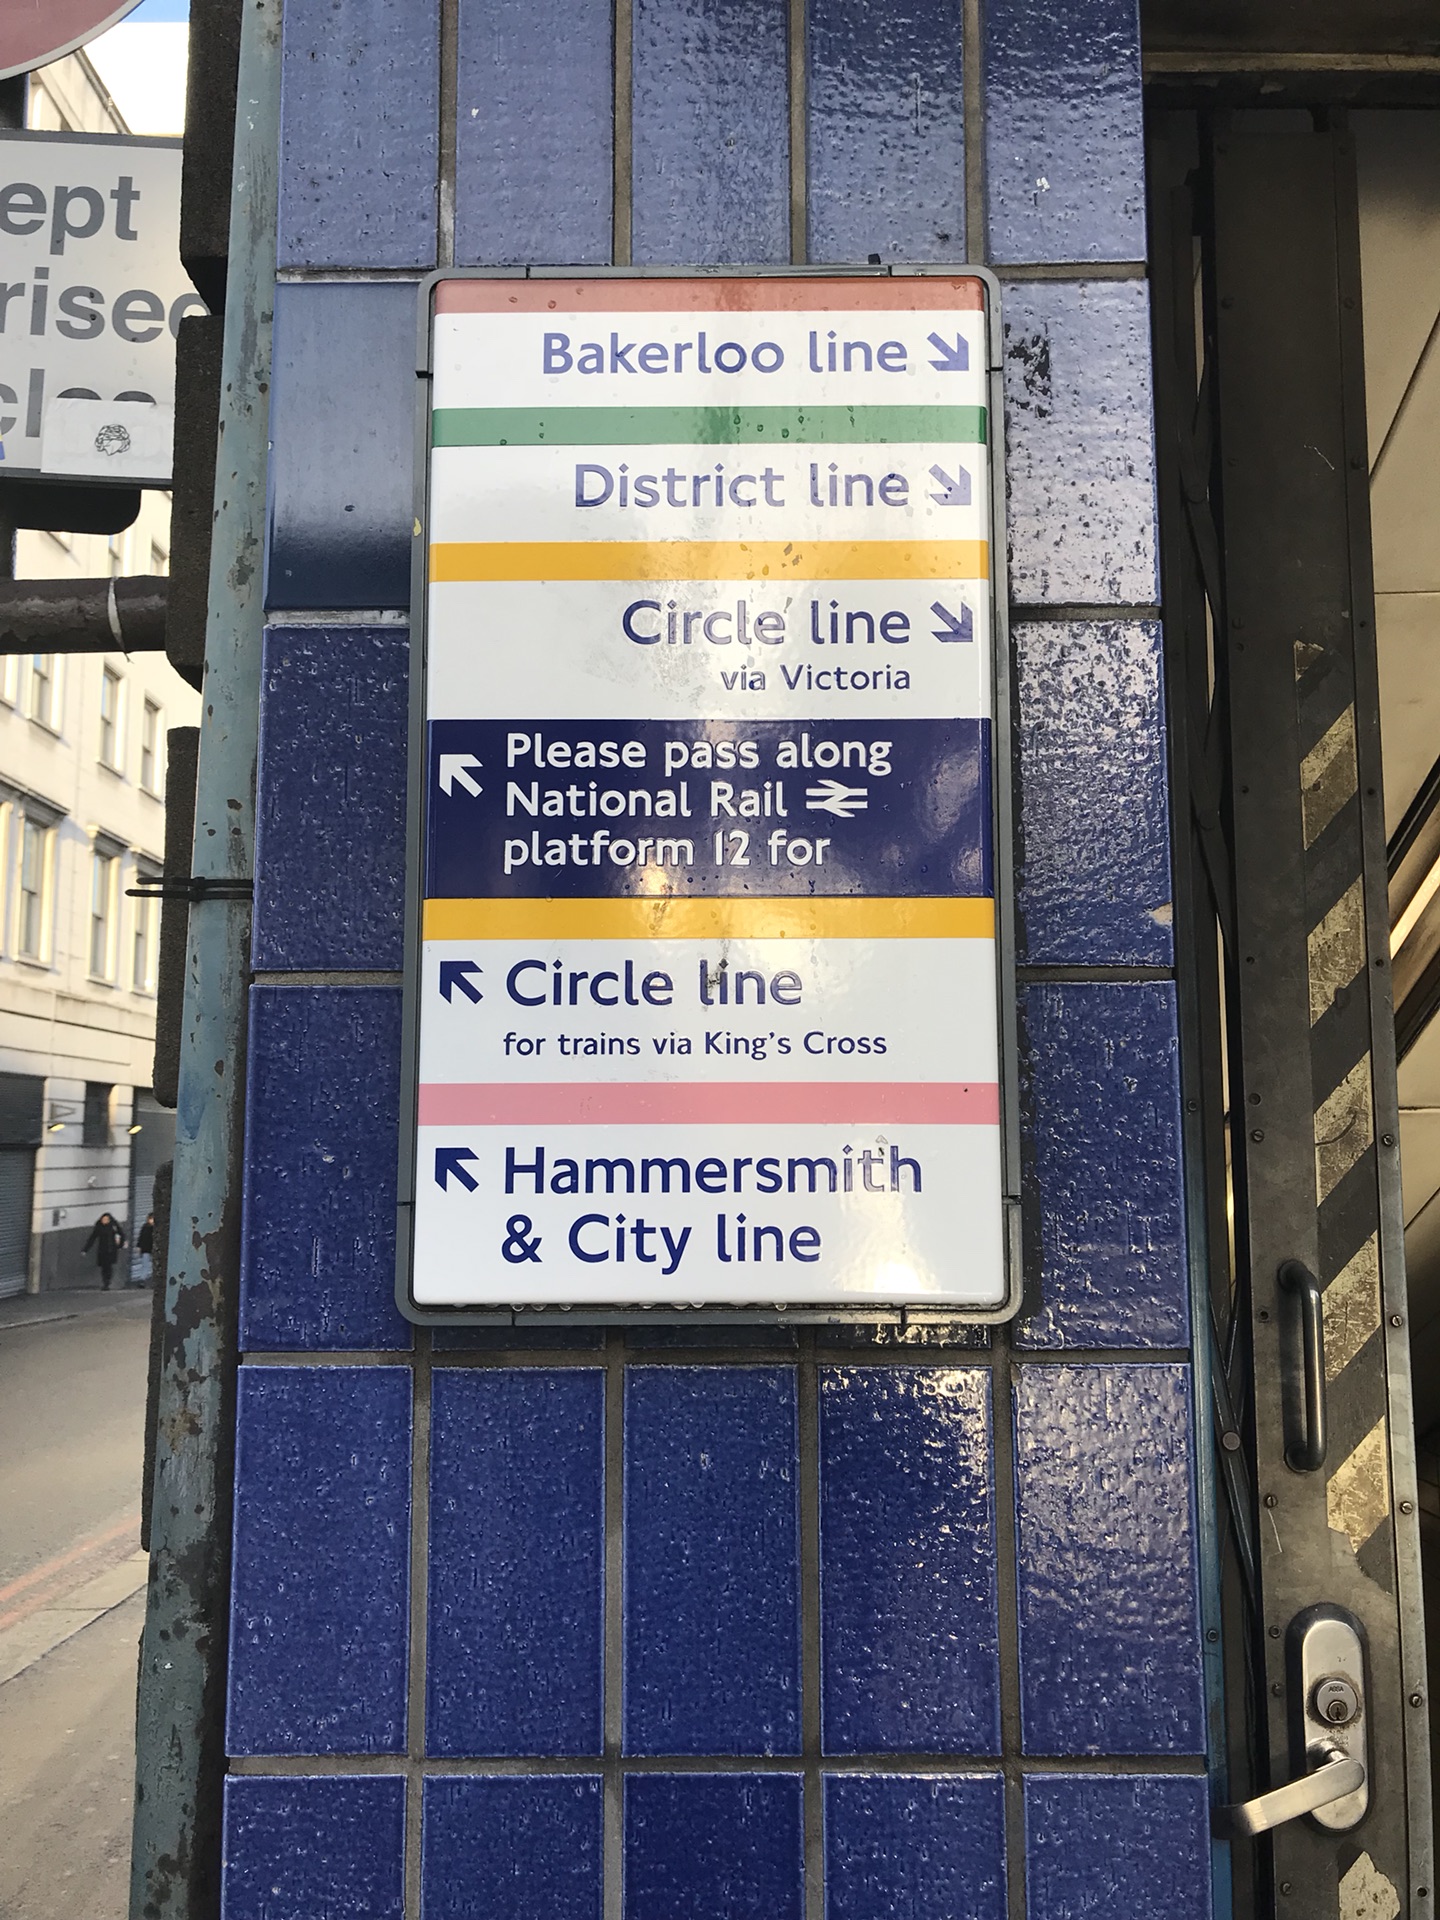 ept
rised
Bakerloo line
District line
Circle line
via Victoria
Please pass along
National Rail
platform 12 for
Circle line
for trains via King's Cross
Hammersmith
& City line